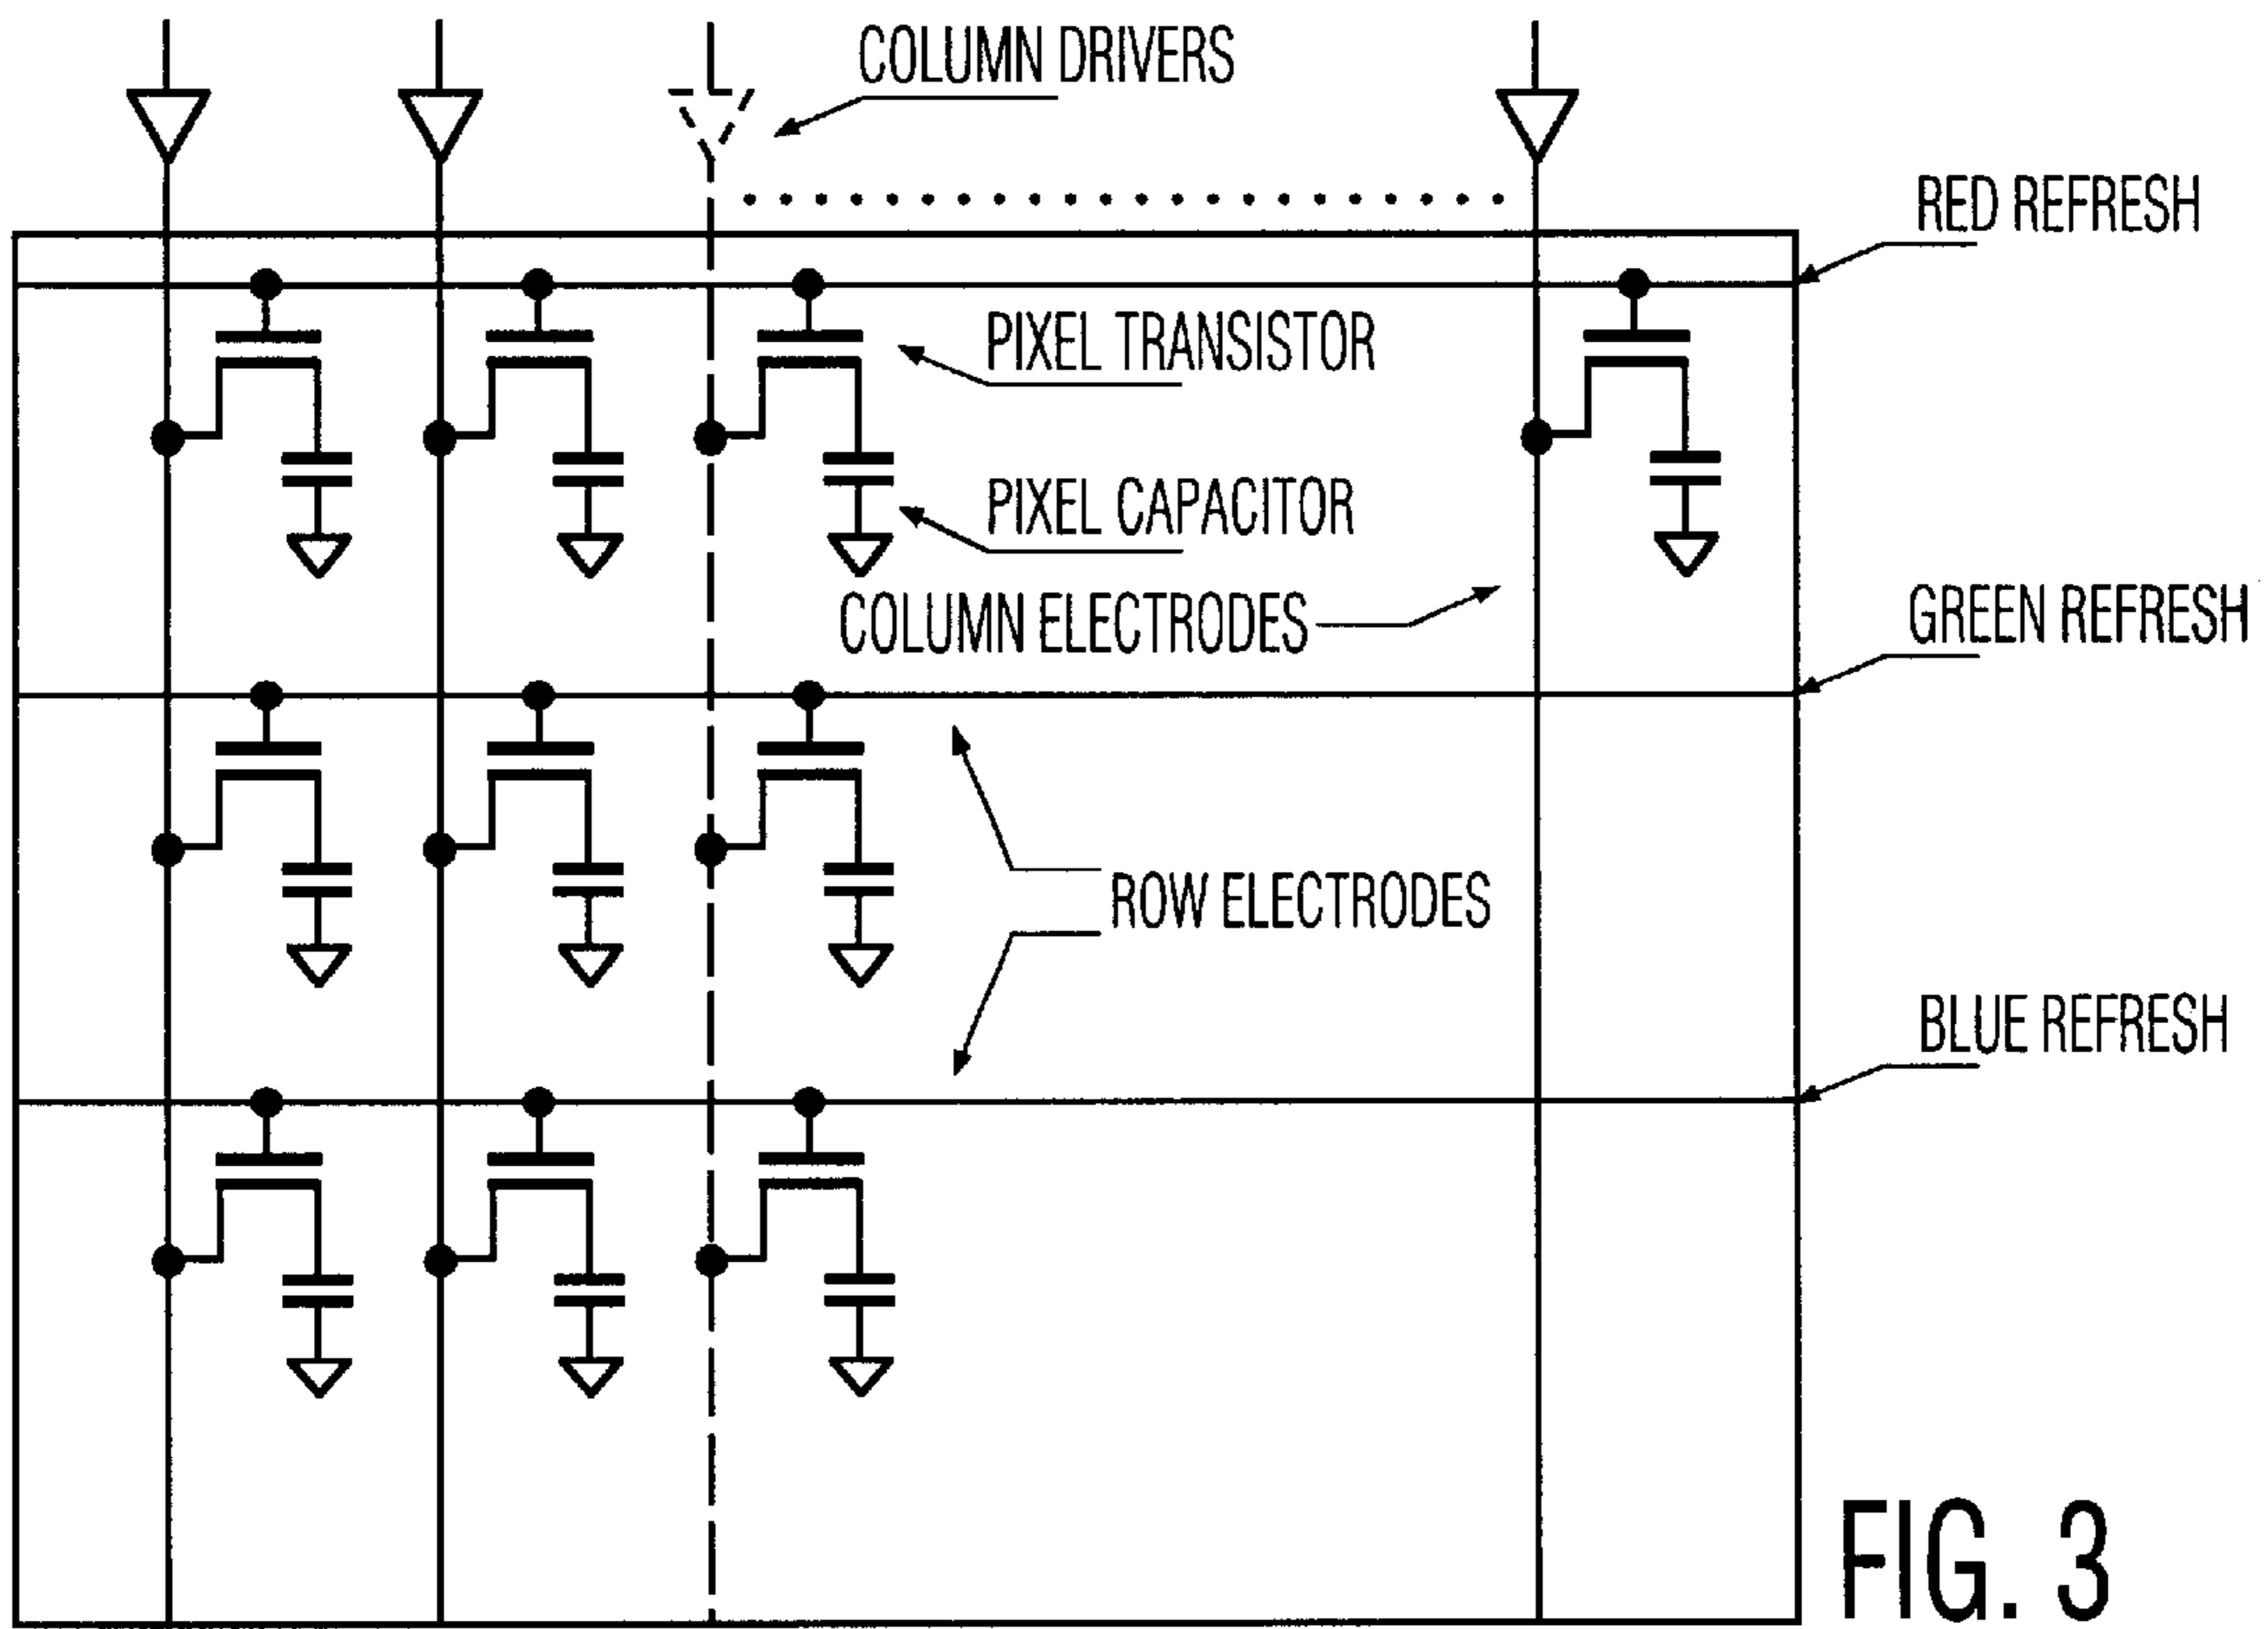 COLUMN DRIVERS
RED REFRESH
PIXEL TRANSISTOR
PIXEL CAPACITOR
COLUMN ELECTRODES
GREEN REFRESH
ROW ELECTRODES
BLUE REFRESH
FIG. 3